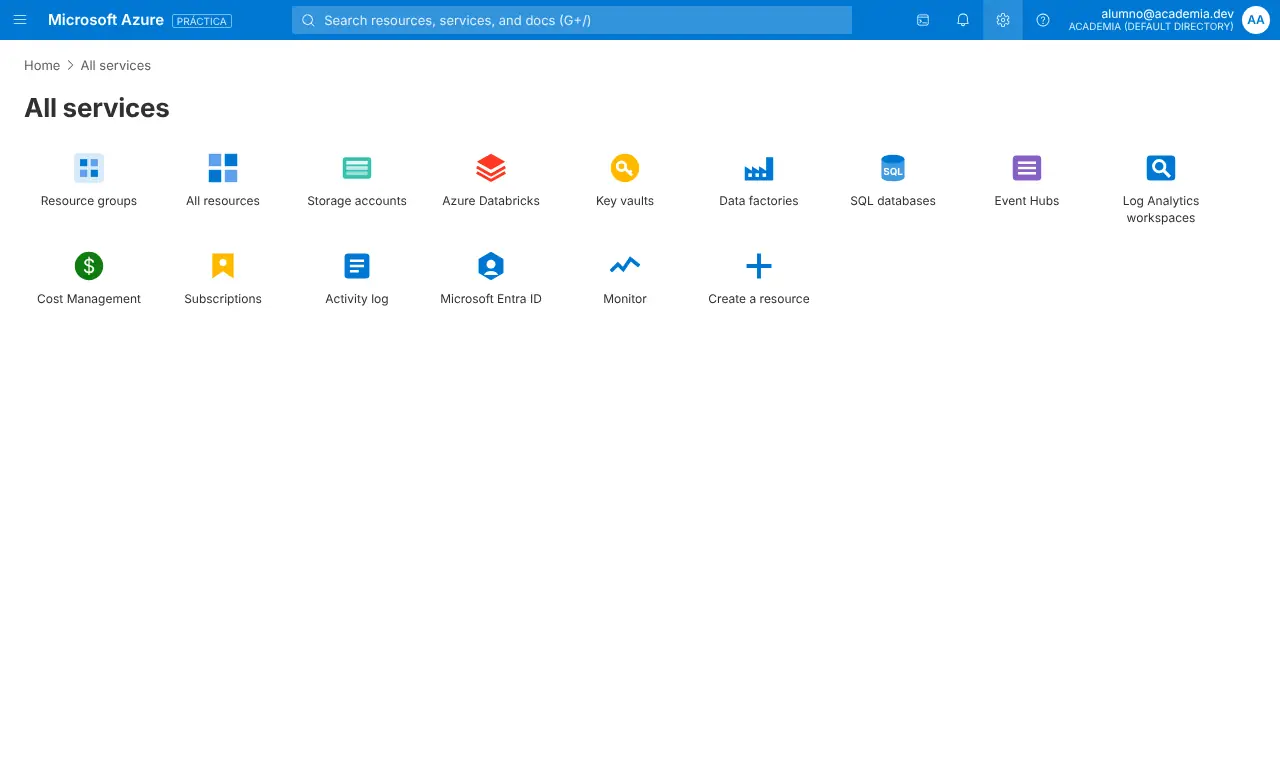 Microsoft Azure PRÁCTICA
Search resources, services, and docs (G+/)
alumno@academia.dev
ACADEMIA (DEFAULT DIRECTORY)
AA
Home > All services
All services
Resource groups
All resources
Storage accounts
Azure Databricks
Key vaults
Data factories
SQL
SQL databases
Event Hubs
Log Analytics
workspaces
$
Cost Management
Subscriptions
Activity log
Microsoft Entra ID
Monitor
Create a resource